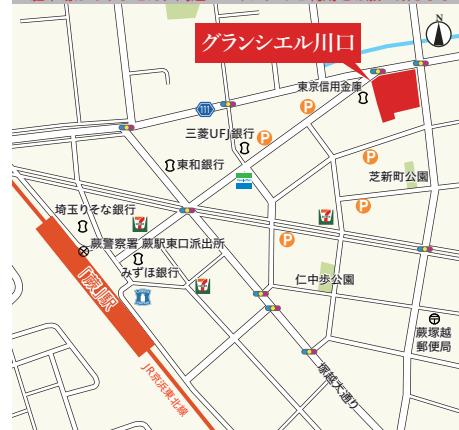 N
グランシエル川口
東京信用金庫
111
三菱UFJ銀行
P
東和銀行
P
P
芝新町公園
埼玉りそな銀行
P
蕨警察署 蕨駅東口派出所
P
みずほ銀行
仁中歩公園
「蕨」駅
蕨塚越
郵便局
JR京浜東北線
塚越大通り